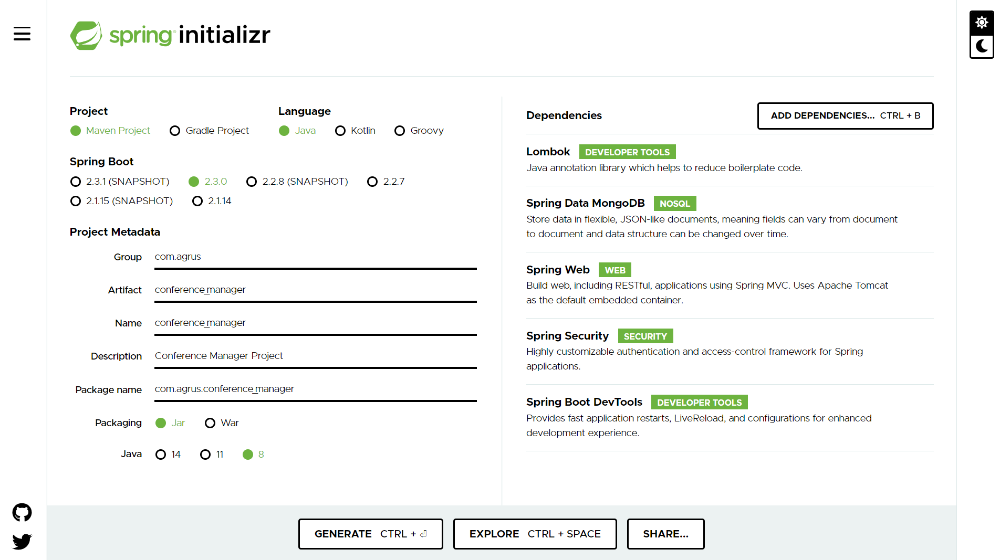 spring initializr
Project
Maven Project Gradle Project
Language
Java Kotlin Groovy
Spring Boot
2.3.1 (SNAPSHOT) 2.3.0 2.2.8 (SNAPSHOT) 2.2.7
2.1.15 (SNAPSHOT) 2.1.14
Project Metadata
Group com.agrus
Artifact conference_manager
Name conference_manager
Description Conference Manager Project
Package name com.agrus.conference_manager
Packaging Jar War
Java 14 11 8
Dependencies ADD DEPENDENCIES... CTRL + B
Lombok DEVELOPER TOOLS
Java annotation library which helps to reduce boilerplate code.
Spring Data MongoDB NOSQL
Store data in flexible, JSON-like documents, meaning fields can vary from document
to document and data structure can be changed over time.
Spring Web WEB
Build web, including RESTful, applications using Spring MVC. Uses Apache Tomcat
as the default embedded container.
Spring Security SECURITY
Highly customizable authentication and access-control framework for Spring
applications.
Spring Boot DevTools DEVELOPER TOOLS
Provides fast application restarts, LiveReload, and configurations for enhanced
development experience.
GENERATE CTRL + ⏎ EXPLORE CTRL + SPACE SHARE...